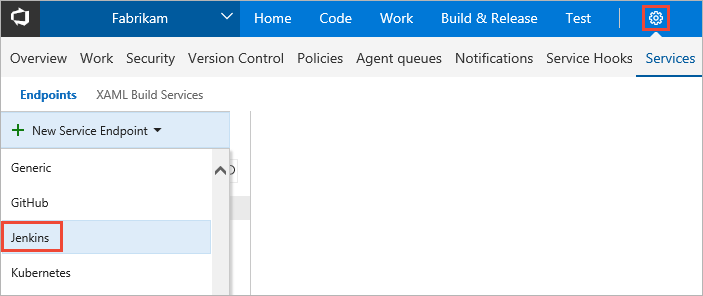 Fabrikam Home Code Work Build & Release Test
Overview Work Security Version Control Policies Agent queues Notifications Service Hooks Services
Endpoints XAML Build Services
New Service Endpoint
Generic
GitHub
Jenkins
Kubernetes